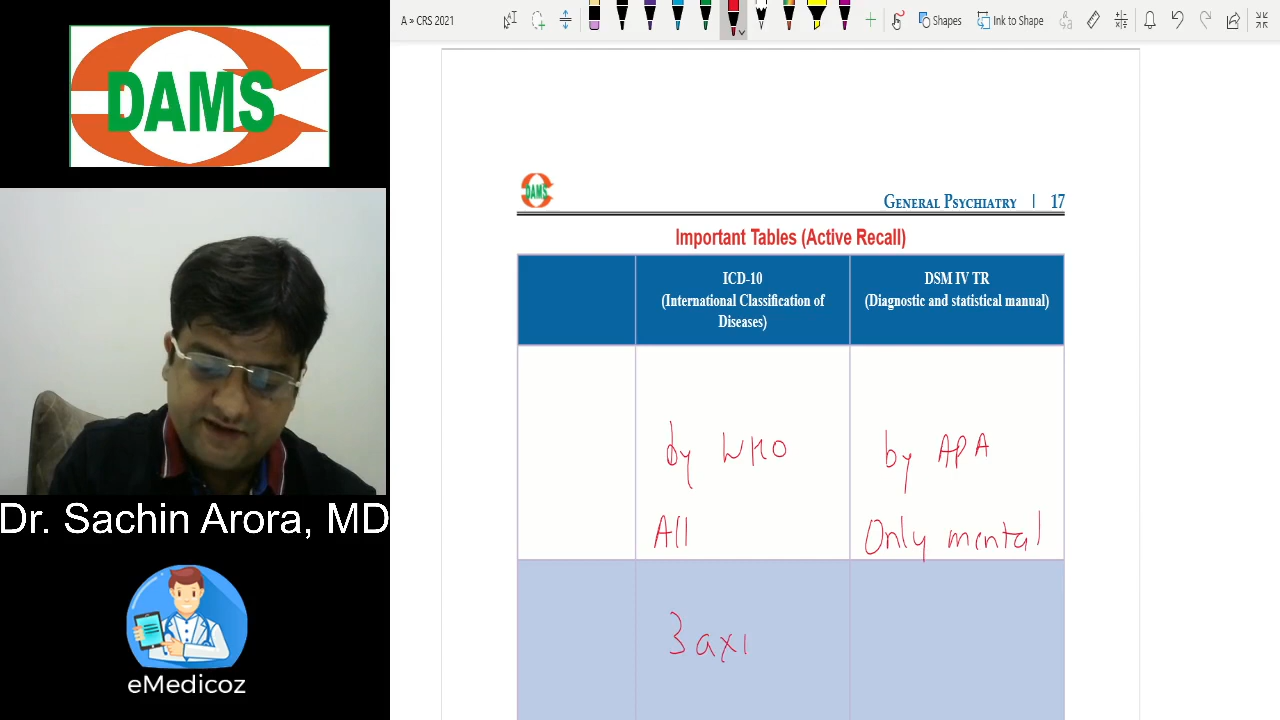 A » CRS 2021
Shapes
Ink to Shape
DAMS
DAMS
GENERAL PSYCHIATRY | 17
Important Tables (Active Recall)
ICD-10
(International Classification of
Diseases)
DSM IV TR
(Diagnostic and statistical manual)
by WHO
by APA
All
Only mental
3 axi
Dr. Sachin Arora, MD
eMedicoz